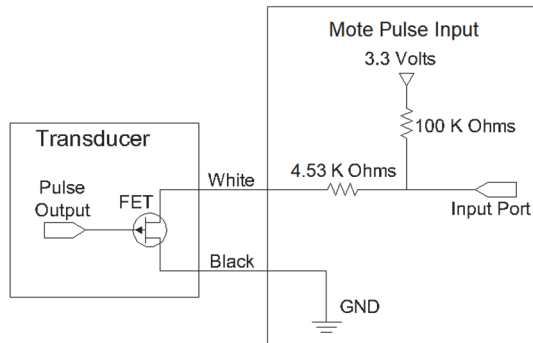 Mote Pulse Input
3.3 Volts
100 K Ohms
Transducer
4.53 K Ohms
White
Pulse
Output
FET
Input Port
Black
GND